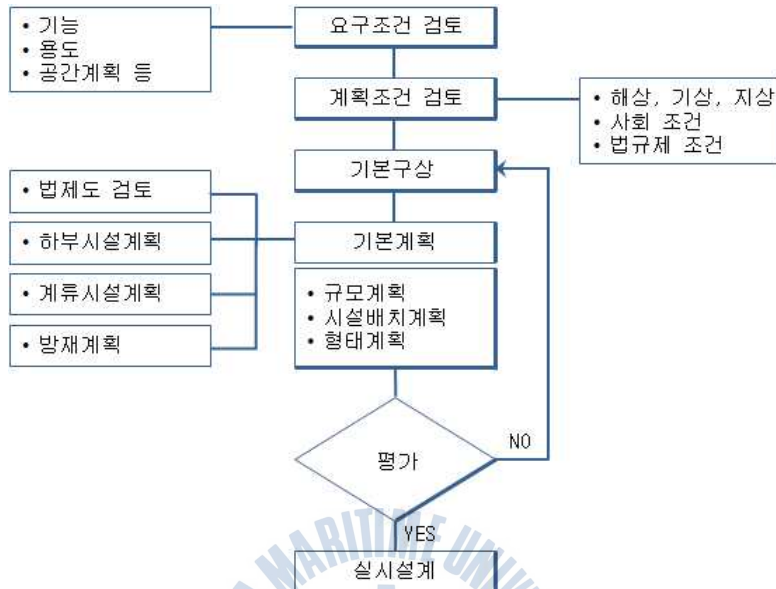 • 기능
• 용도
• 공간계획 등
요구조건 검토
계획조건 검토
• 해상, 기상, 지상
• 사회 조건
• 법규제 조건
기본구상
• 법제도 검토
• 하부시설계획
• 계류시설계획
• 방재계획
기본계획
• 규모계획
• 시설배치계획
• 형태계획
평가
NO
YES
실시설계
MARITIME